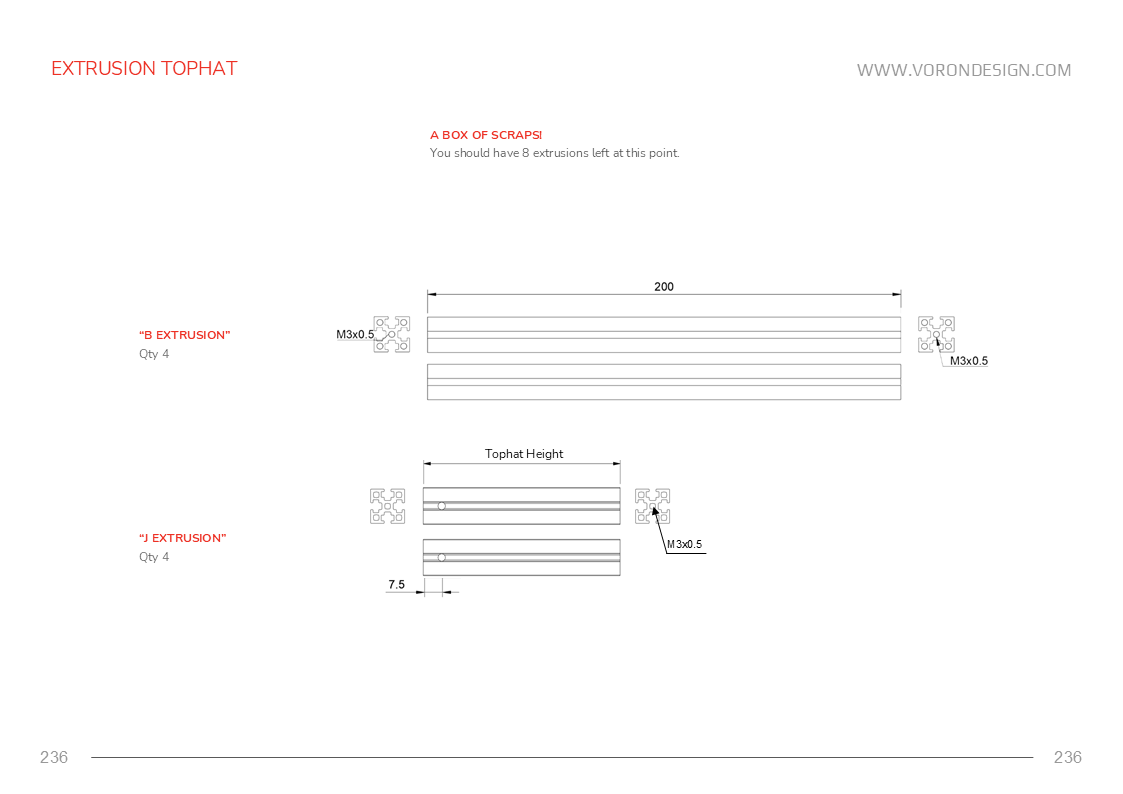 EXTRUSION TOPHAT
WWW.VORONDESIGN.COM
A BOX OF SCRAPS!
You should have 8 extrusions left at this point.
200
“B EXTRUSION”
Qty 4
M3x0.5
M3x0.5
Tophat Height
“J EXTRUSION”
Qty 4
M3x0.5
7.5
236
236